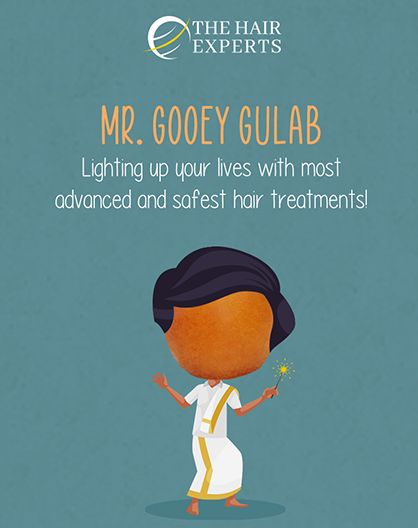 THE HAIR
EXPERTS
MR. GOOEY GULAB
Lighting up your lives with most
advanced and safest hair treatments!